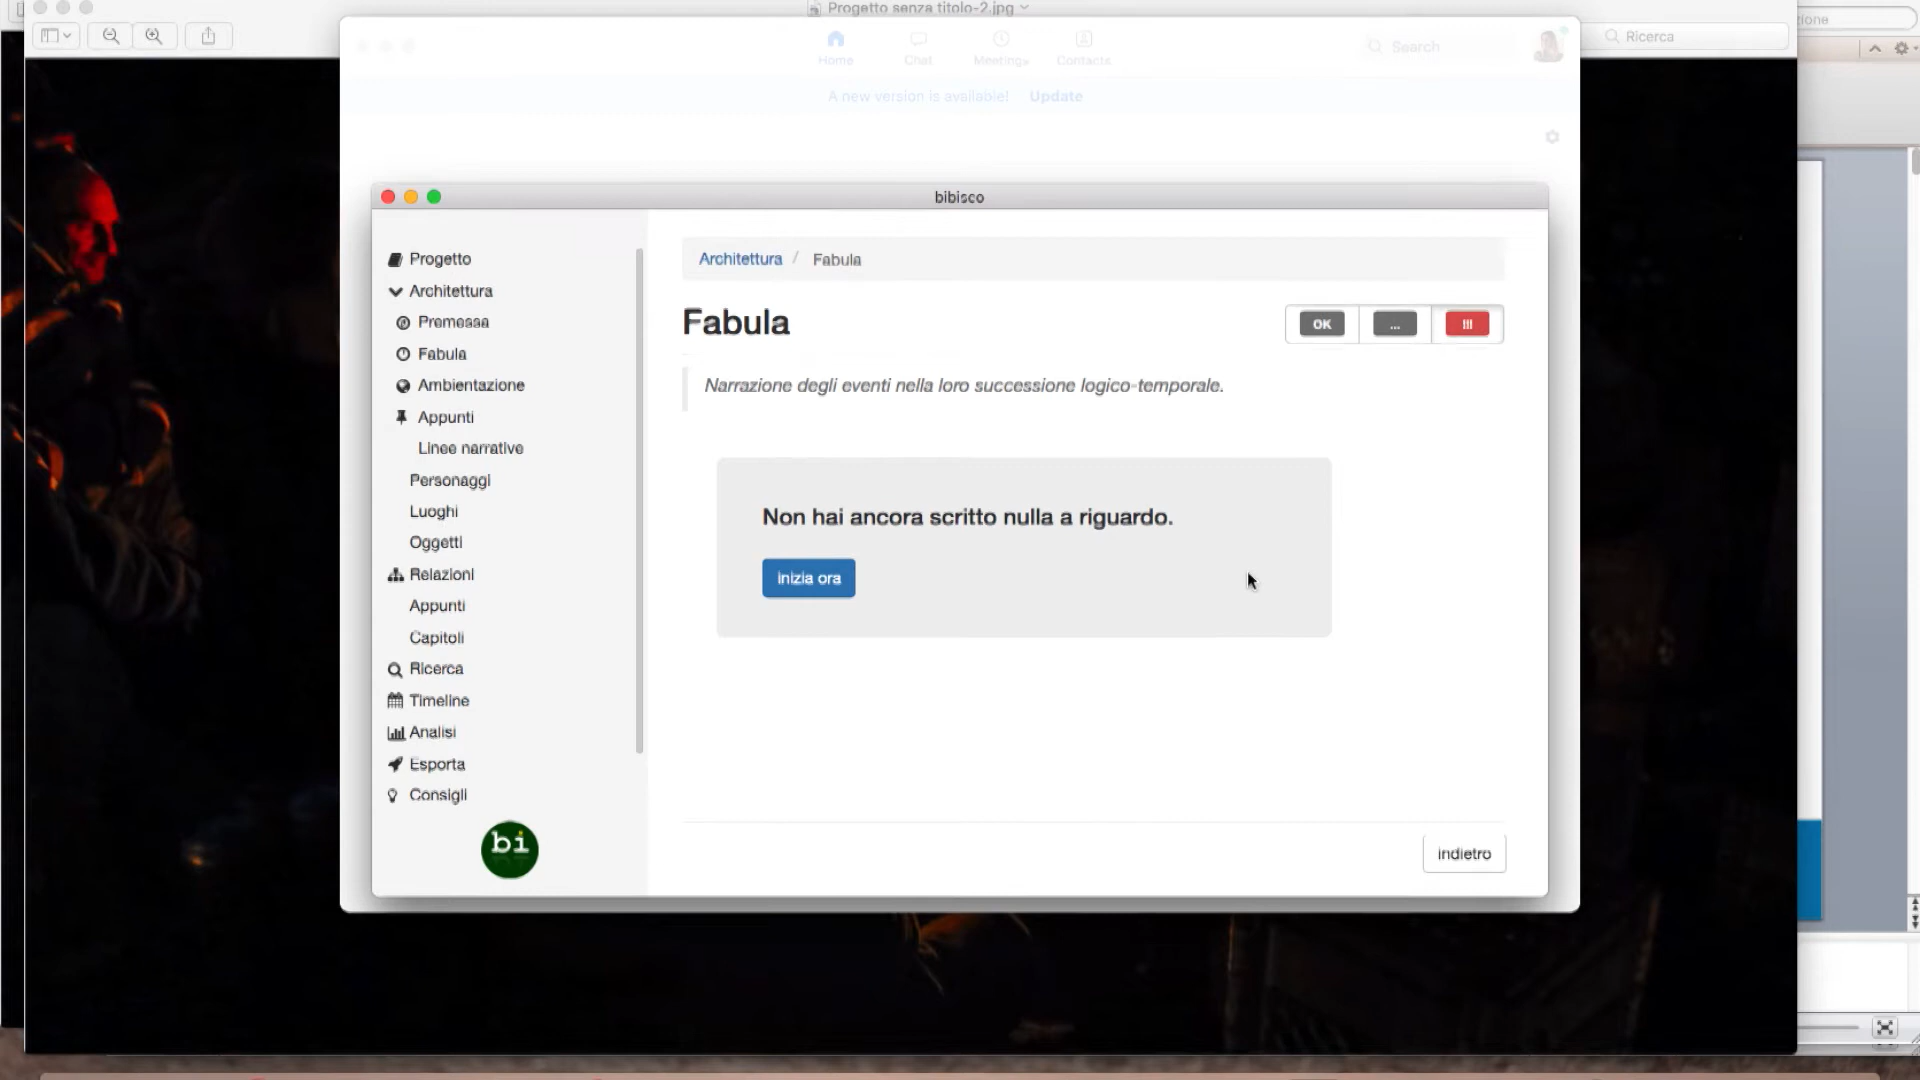 Progetto senza titolo-2.jpg
zione
Ricerca
Home
Chat
Meetings
Contacts
Search
A new version is available! Update
bibisco
Progetto
Architettura
Premessa
Fabula
Ambientazione
Appunti
Linee narrative
Personaggi
Luoghi
Oggetti
Relazioni
Appunti
Capitoli
Ricerca
Timeline
Analisi
Esporta
Consigli
bi
Architettura / Fabula
Fabula
OK
...
!!!
Narrazione degli eventi nella loro successione logico-temporale.
Non hai ancora scritto nulla a riguardo.
inizia ora
indietro